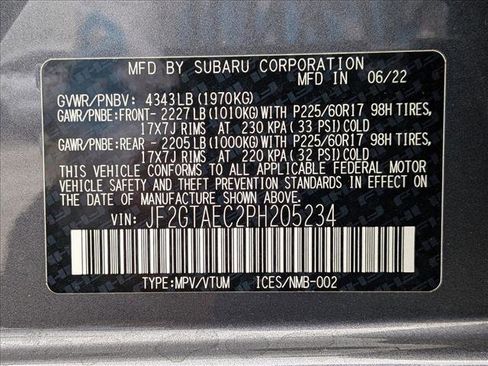 MFD BY SUBARU CORPORATION
MFD IN 06/22
GVWR/PNBV: 4343LB (1970KG)
GAWR/PNBE:FRONT- 2227LB (1010KG)WITH P225/60R17 98H TIRES,
17X7J RIMS AT 230 KPA (33 PSI)COLD
GAWR/PNBE:REAR - 2205LB (1000KG)WITH P225/60R17 98H TIRES,
17X7J RIMS AT 220 KPA (32 PSI)COLD
THIS VEHICLE CONFORMS TO ALL APPLICABLE FEDERAL MOTOR
VEHICLE SAFETY AND THEFT PREVENTION STANDARDS IN EFFECT ON
THE DATE OF MANUFACTURE SHOWN ABOVE.
VIN: JF2GTAEC2PH205234
TYPE:MPV/VTUM ICES/NMB-002